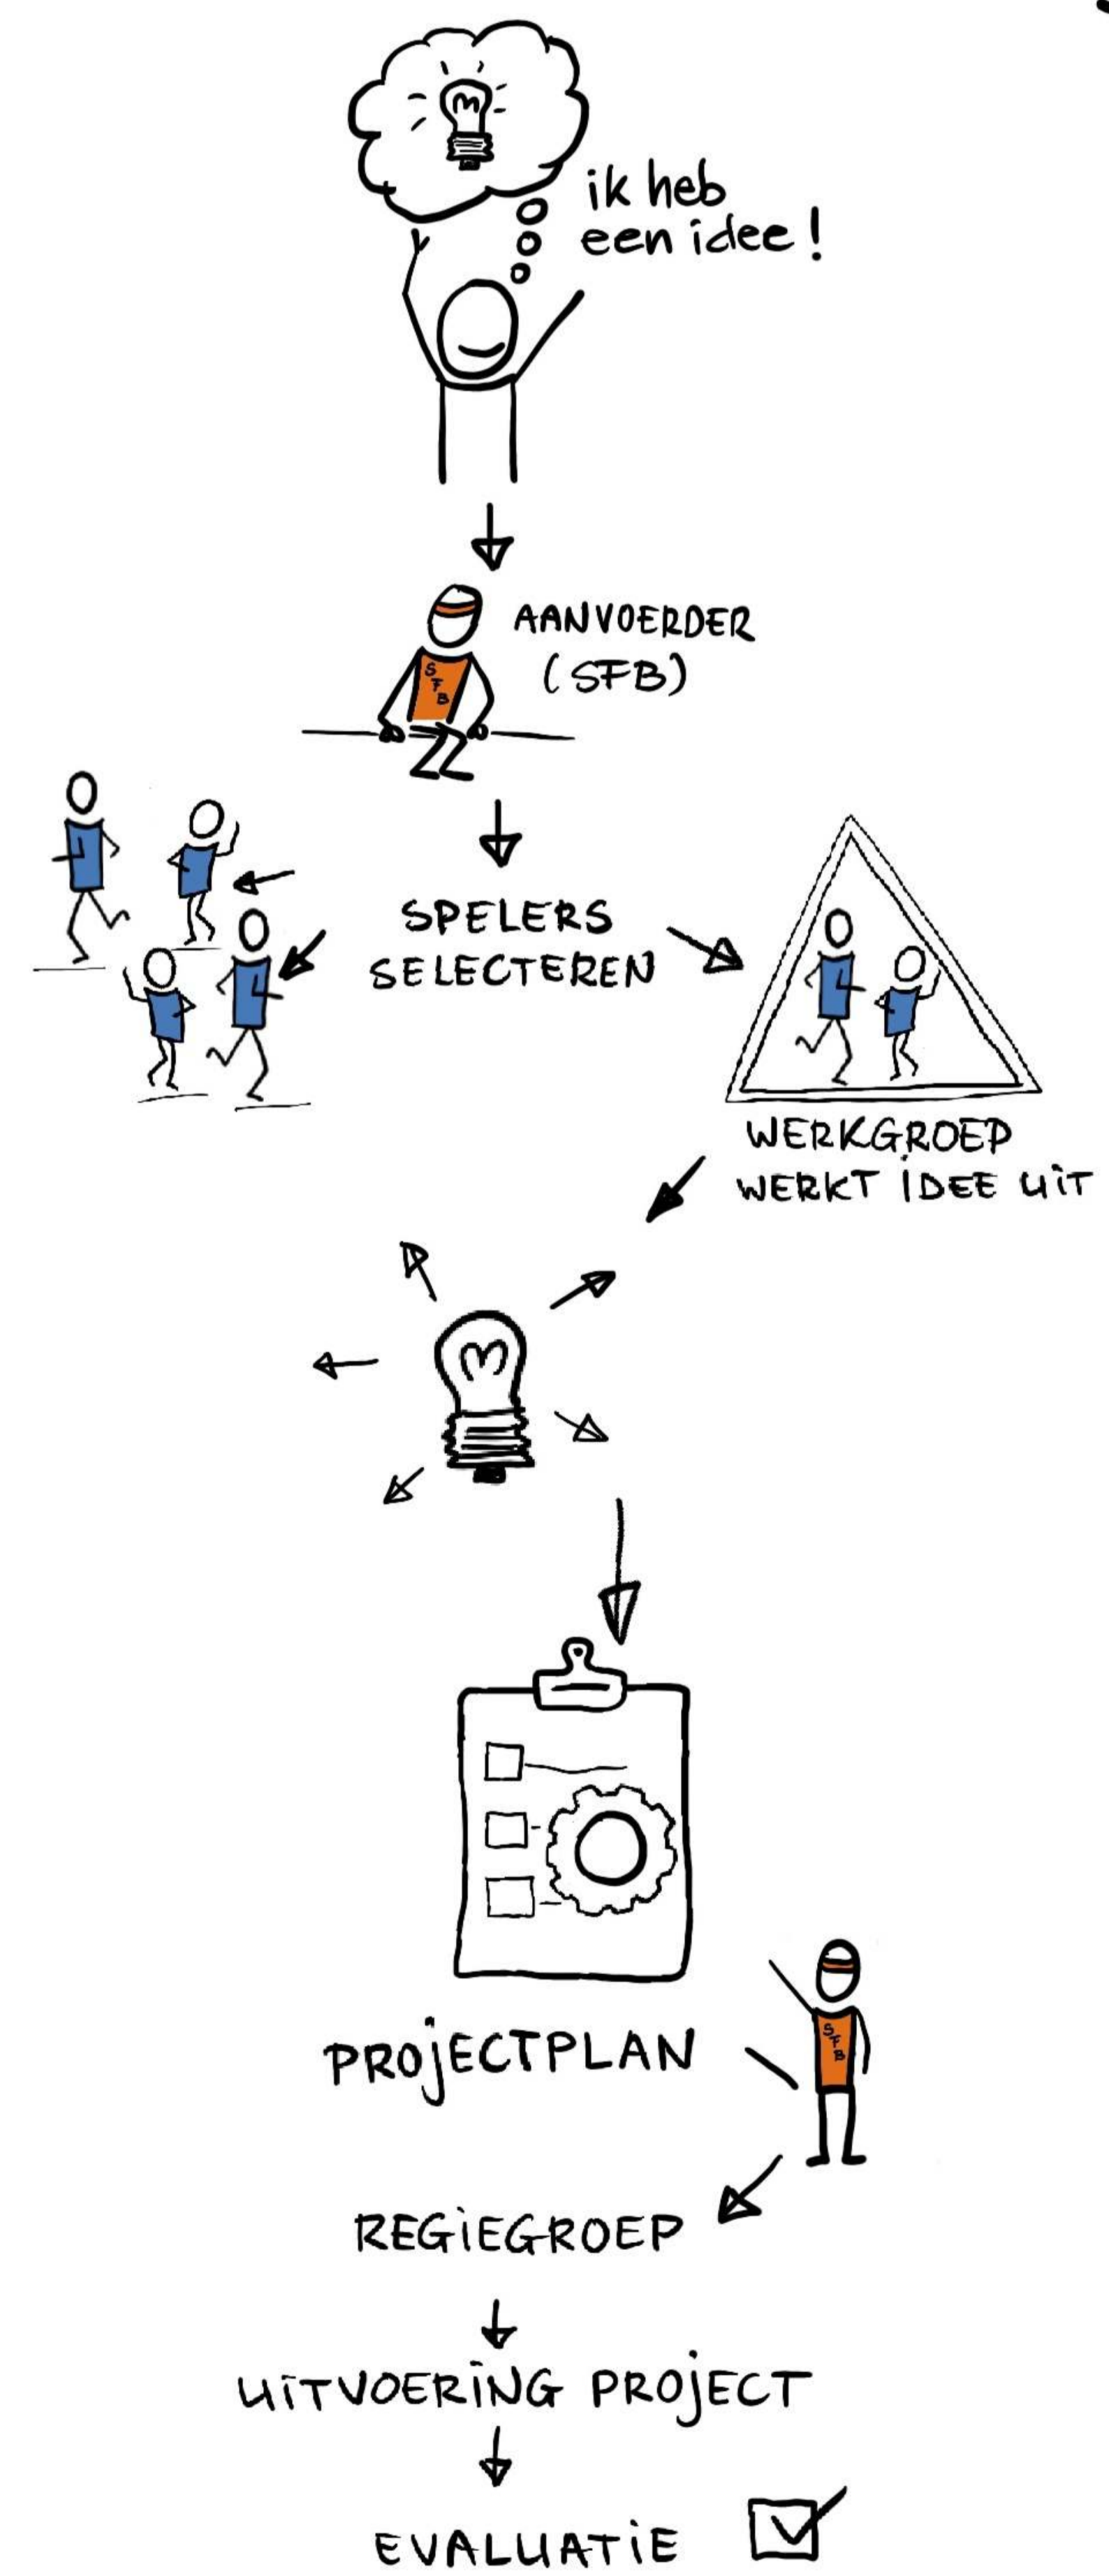 ik heb
een idee!
AANVOERDER
(SFB)
SFB
SPELERS
SELECTEREN
WERKGROEP
WERKT IDEE UIT
PROJECTPLAN
SFB
REGIEGROEP
UITVOERING PROJECT
EVALUATIE